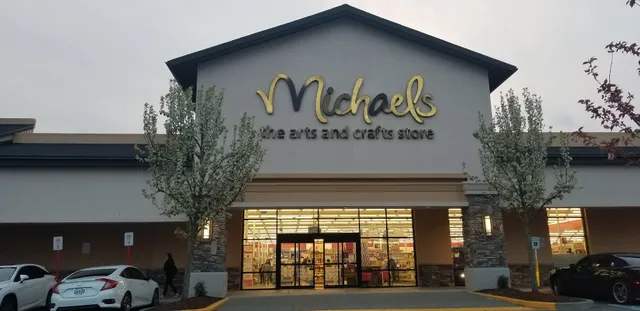 Michaels
the arts and crafts store